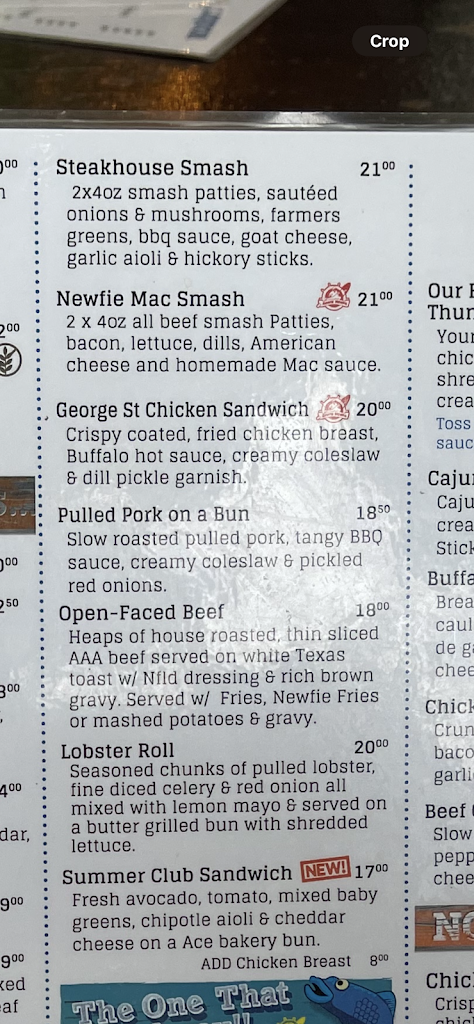 Crop
Steakhouse Smash 21⁰⁰
2x4oz smash patties, sautéed
onions & mushrooms, farmers
greens, bbq sauce, goat cheese,
garlic aioli & hickory sticks.
Newfie Mac Smash 21⁰⁰
2 x 4oz all beef smash Patties,
bacon, lettuce, dills, American
cheese and homemade Mac sauce.
George St Chicken Sandwich 20⁰⁰
Crispy coated, fried chicken breast,
Buffalo hot sauce, creamy coleslaw
& dill pickle garnish.
Pulled Pork on a Bun 18⁵⁰
Slow roasted pulled pork, tangy BBQ
sauce, creamy coleslaw & pickled
red onions.
Open-Faced Beef 18⁰⁰
Heaps of house roasted, thin sliced
AAA beef served on white Texas
toast w/ Nfld dressing & rich brown
gravy. Served w/ Fries, Newfie Fries
or mashed potatoes & gravy.
Lobster Roll 20⁰⁰
Seasoned chunks of pulled lobster,
fine diced celery & red onion all
mixed with lemon mayo & served on
a butter grilled bun with shredded
lettuce.
Summer Club Sandwich NEW! 17⁰⁰
Fresh avocado, tomato, mixed baby
greens, chipotle aioli & cheddar
cheese on a Ace bakery bun.
ADD Chicken Breast 8⁰⁰
The One That
Our
Your
Toss
Slow